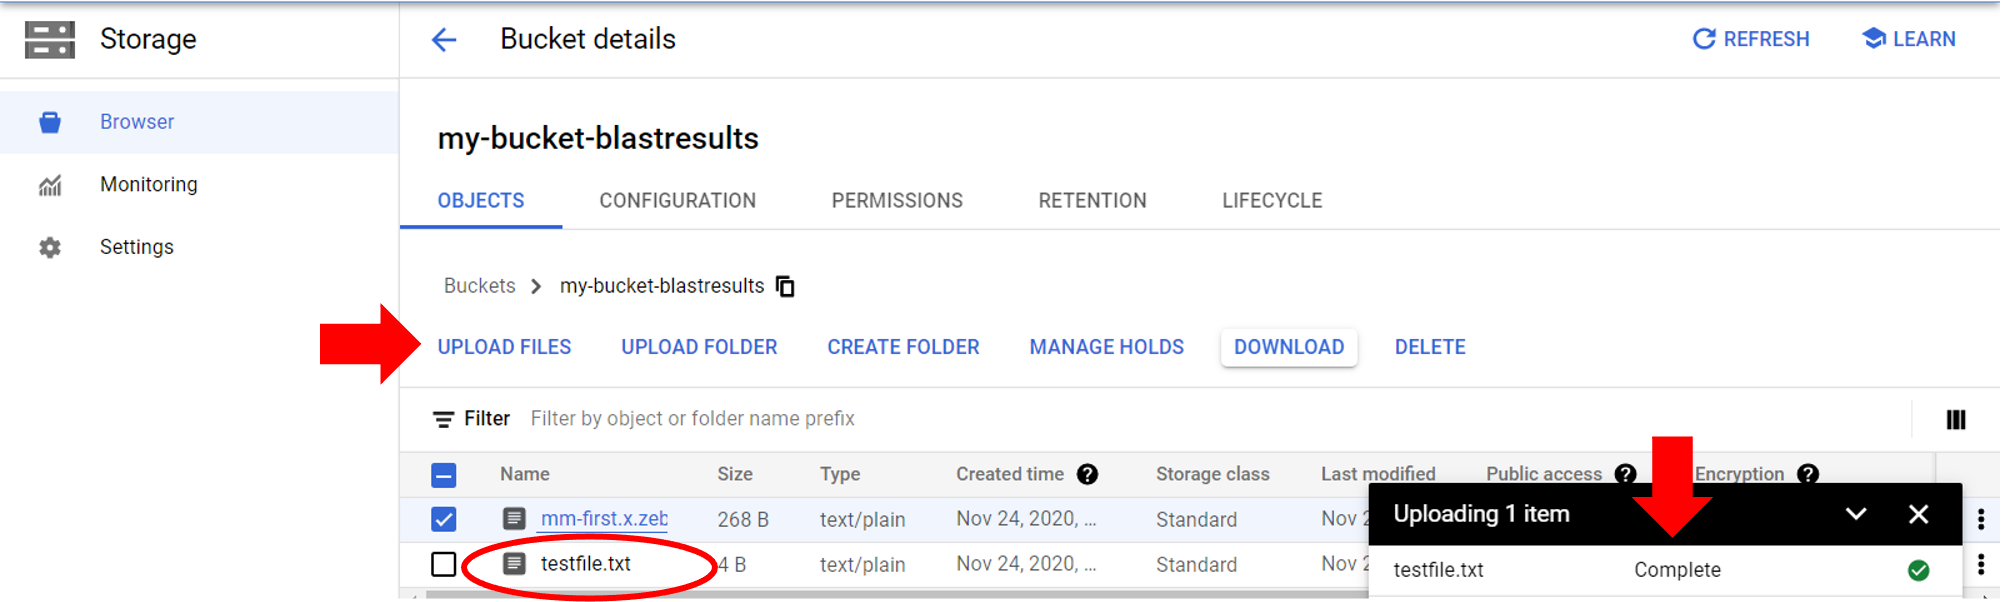 Storage
Bucket details
REFRESH
LEARN
Browser
Monitoring
Settings
my-bucket-blastresults
OBJECTS CONFIGURATION PERMISSIONS RETENTION LIFECYCLE
Buckets > my-bucket-blastresults
UPLOAD FILES UPLOAD FOLDER CREATE FOLDER MANAGE HOLDS DOWNLOAD DELETE
Filter Filter by object or folder name prefix
Name Size Type Created time Storage class Last modified Public access Encryption
mm-first.x.zeb 268 B text/plain Nov 24, 2020, ... Standard Nov 2
testfile.txt 4 B text/plain Nov 24, 2020, ... Standard Nov 2
Uploading 1 item
testfile.txt Complete